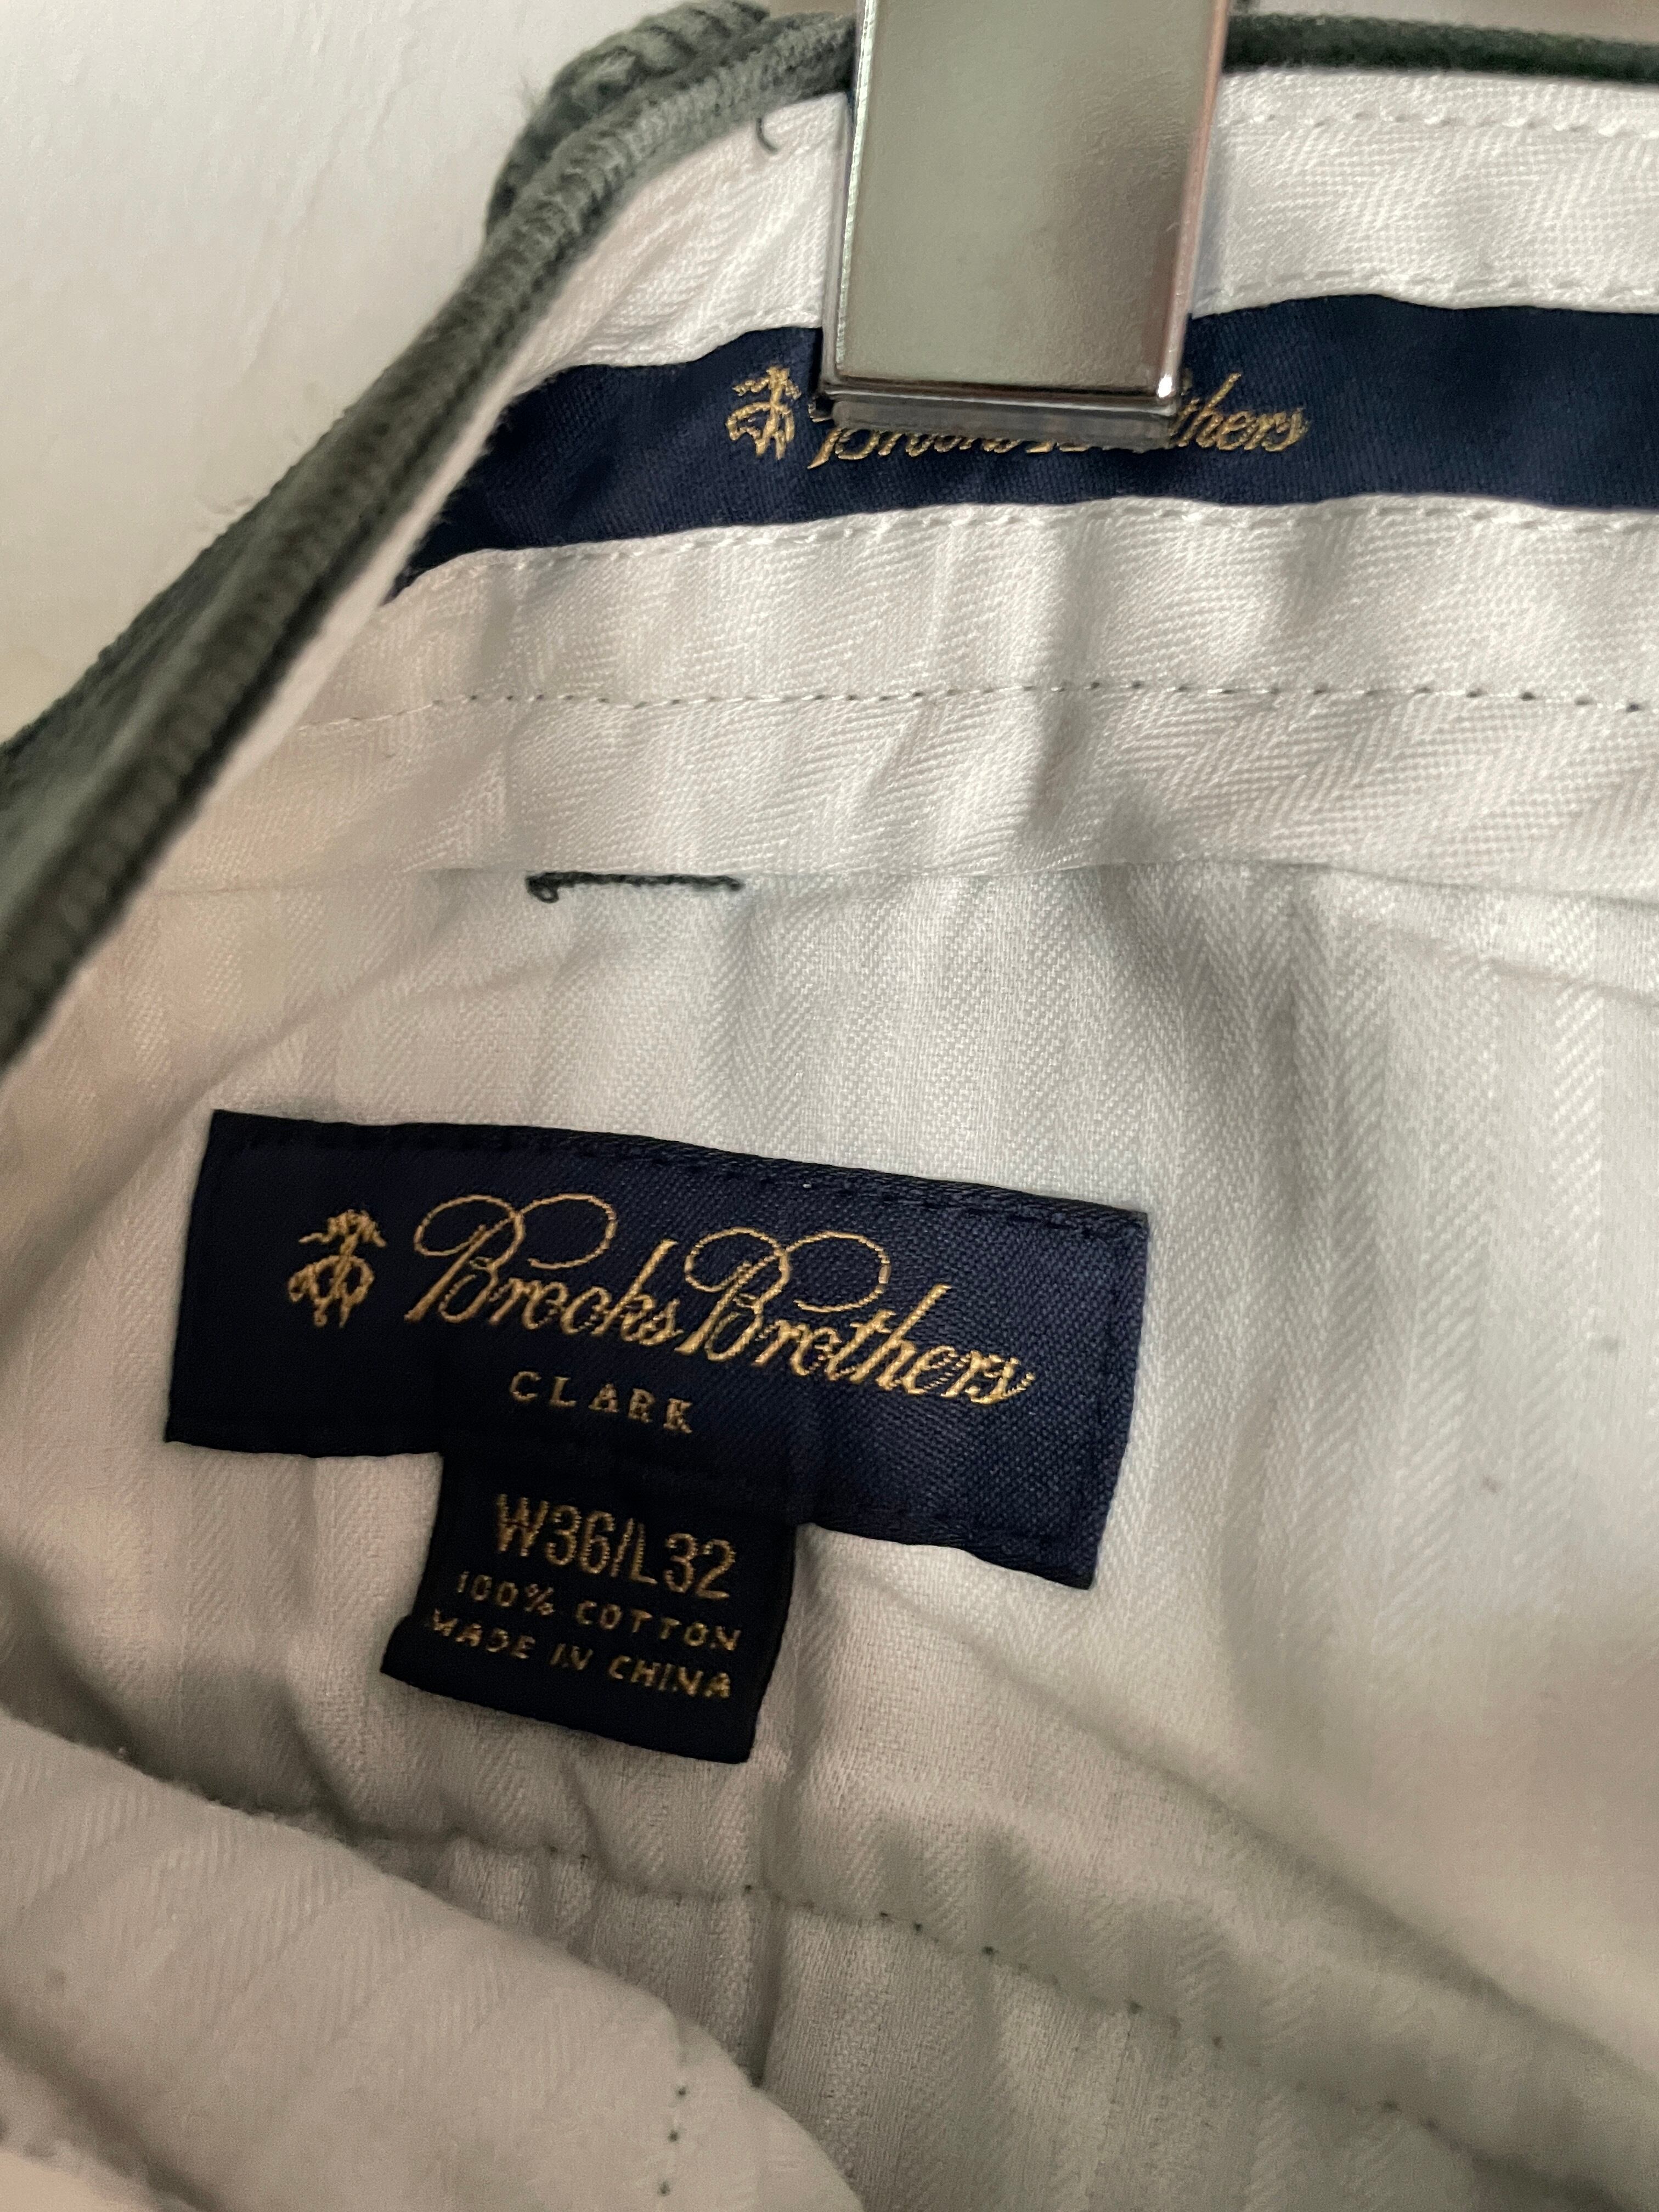 Brooks Brothers
Brooks Brothers
CLARK
W36/L32
100% COTTON
MADE IN CHINA